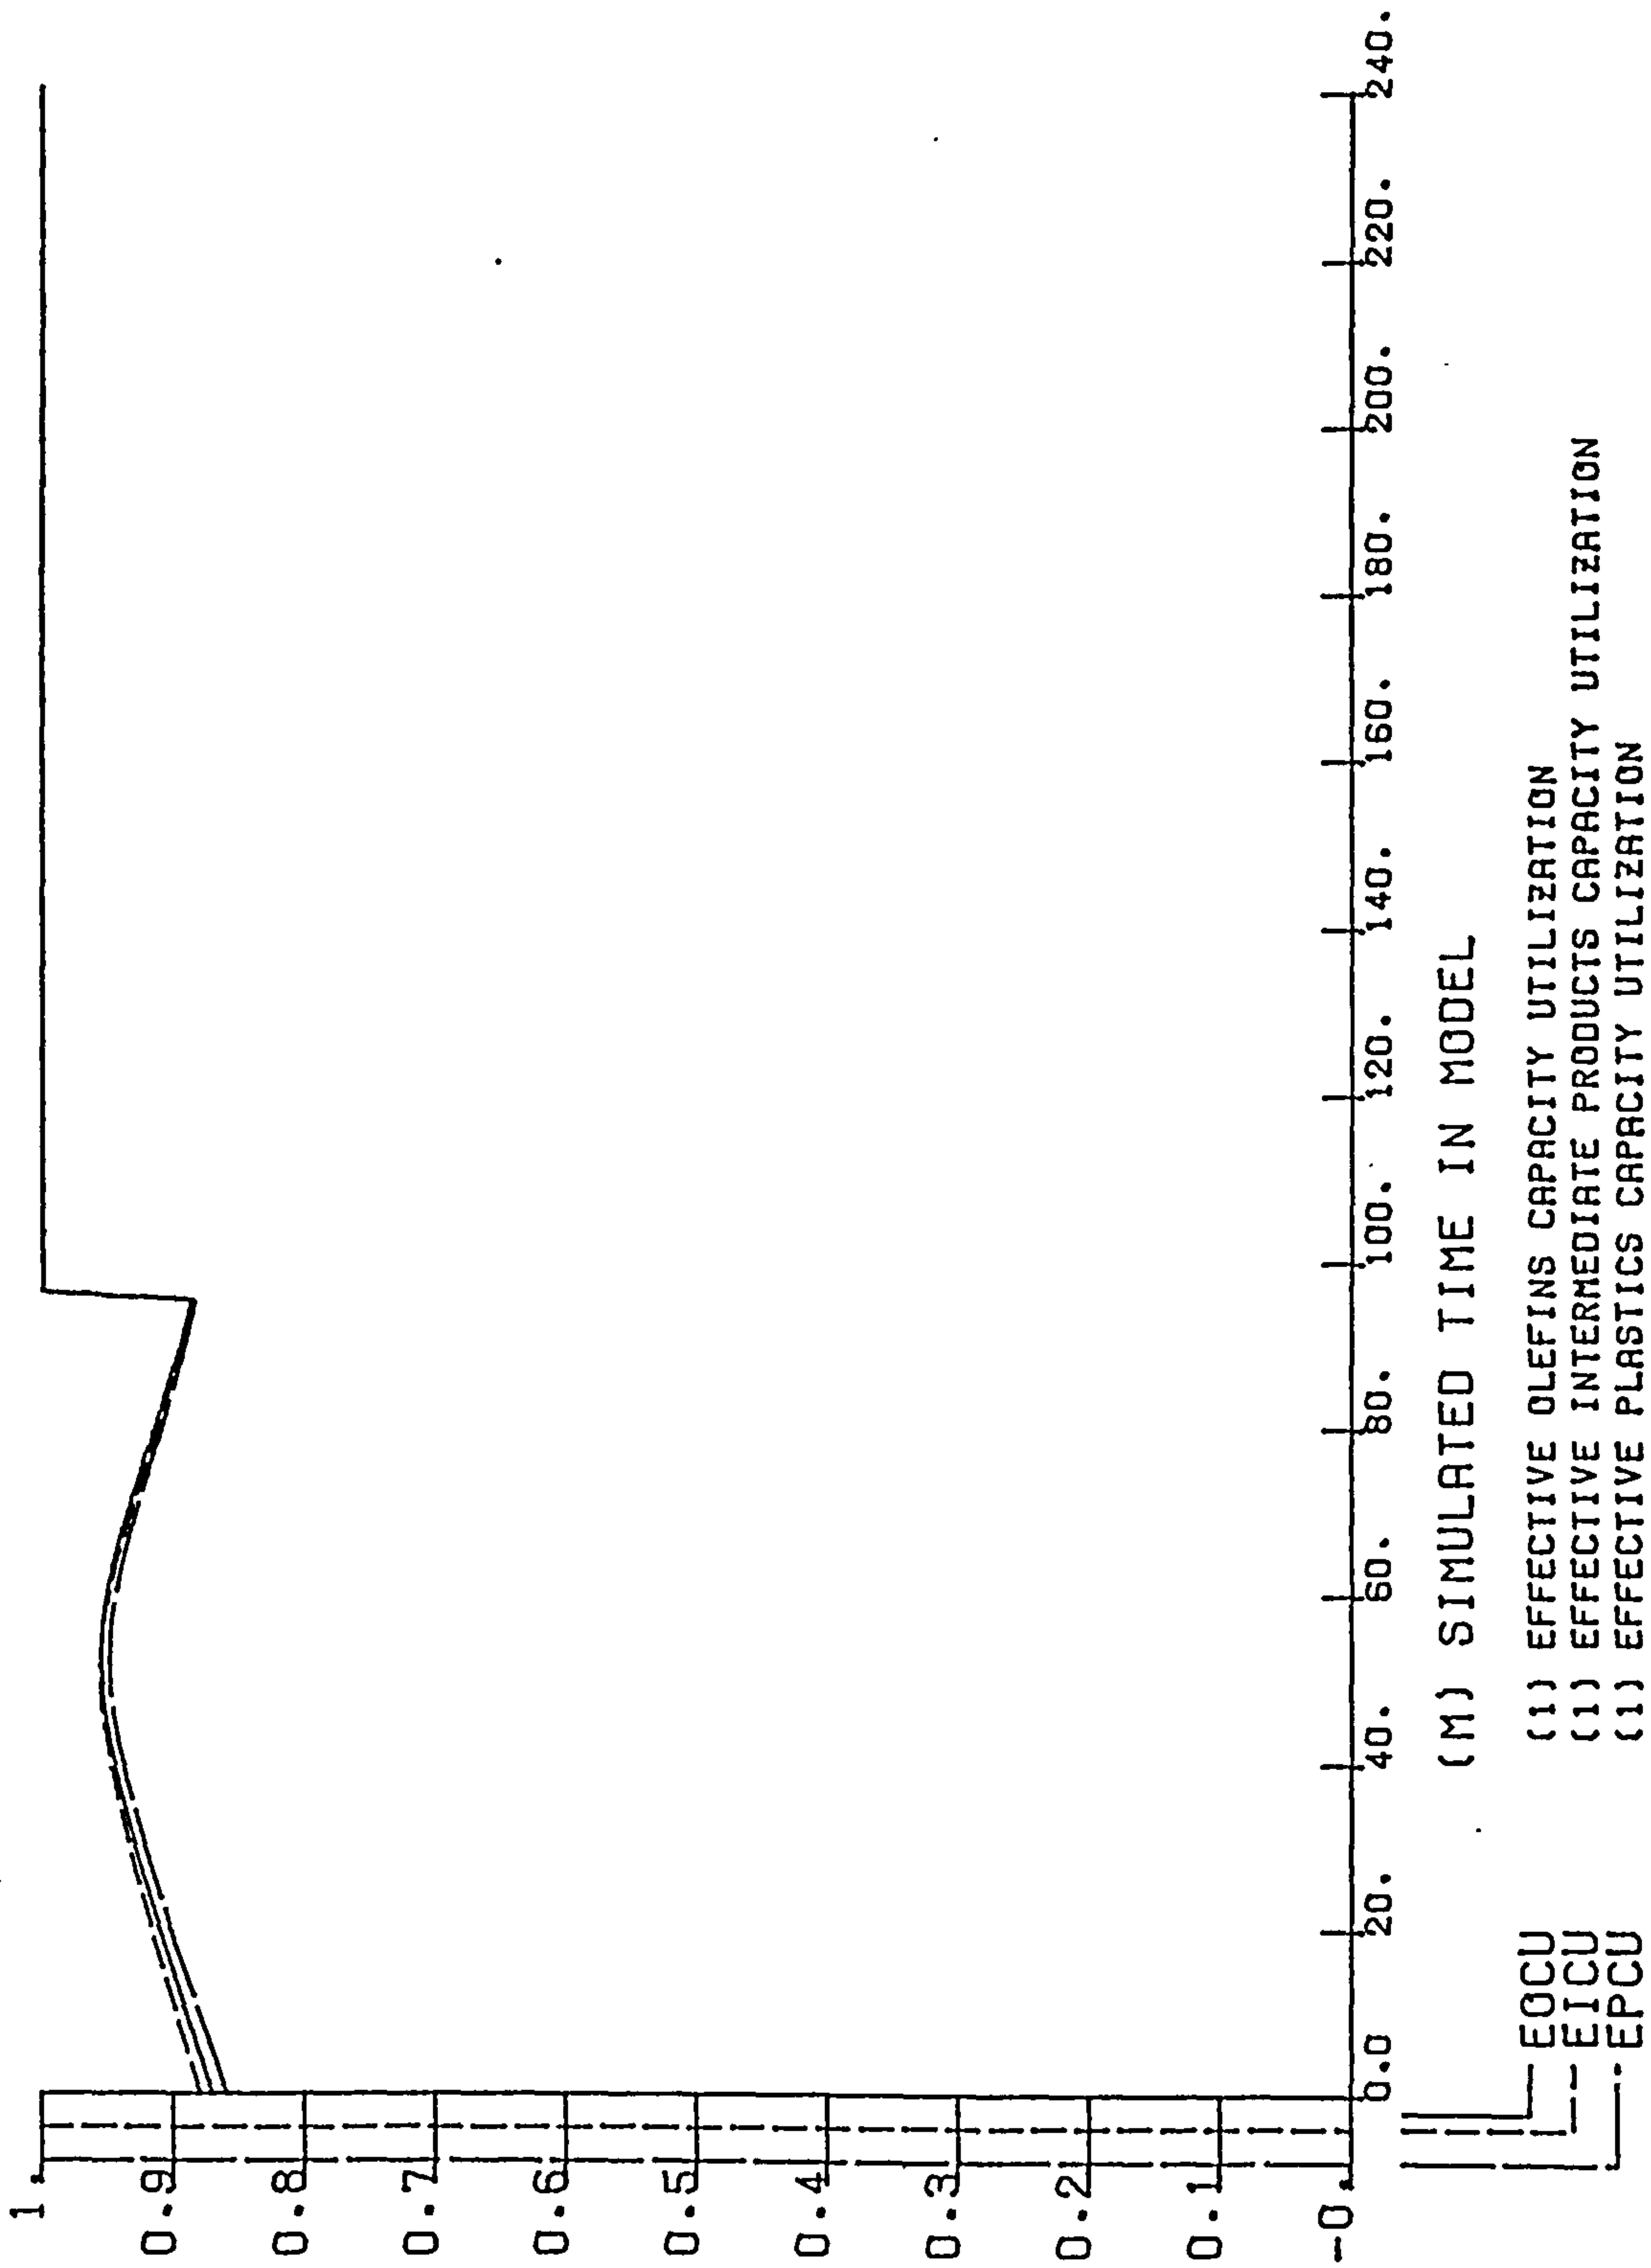 1.
0.9
0.8
0.7
0.6
0.5
0.4
0.3
0.2
0.1
-0.
0.0 20. 40. 60. 80. 100. 120. 140. 160. 180. 200. 220. 240.
(M) SIMULATED TIME IN MODEL
EOCU (1) EFFECTIVE OLEFINS CAPACITY UTILIZATION
EICU (1) EFFECTIVE INTERMEDIATE PRODUCTS CAPACITY UTILIZATION
EPCU (1) EFFECTIVE PLASTICS CAPACITY UTILIZATION